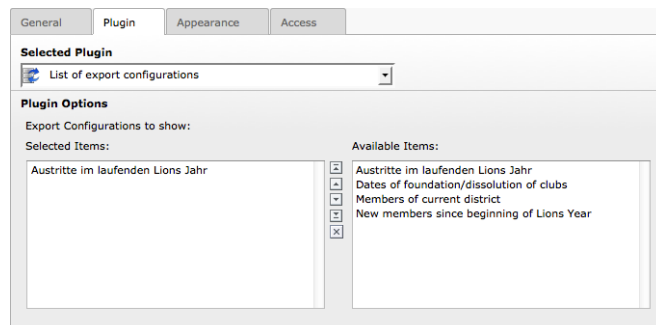 General Plugin Appearance Access
Selected Plugin
List of export configurations
Plugin Options
Export Configurations to show:
Selected Items: Available Items:
Austritte im laufenden Lions Jahr
Austritte im laufenden Lions Jahr
Dates of foundation/dissolution of clubs
Members of current district
New members since beginning of Lions Year